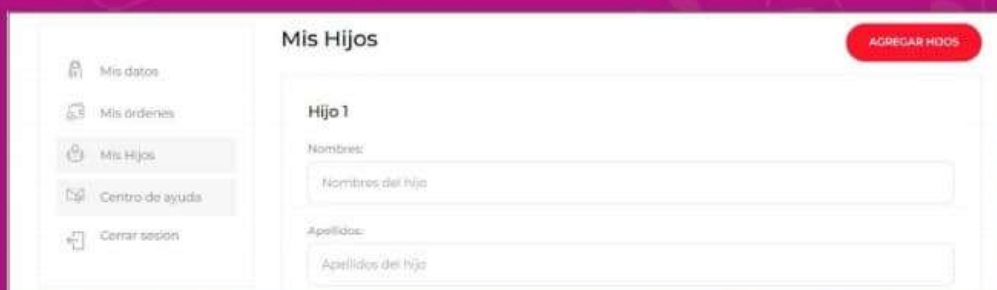 Mis Hijos
AGREGAR HIJOS
Mis datos
Mis órdenes
Mis Hijos
Centro de ayuda
Cerrar sesion
Hijo 1
Nombres:
Nombres del hijo
Apellidos:
Apellidos del hijo